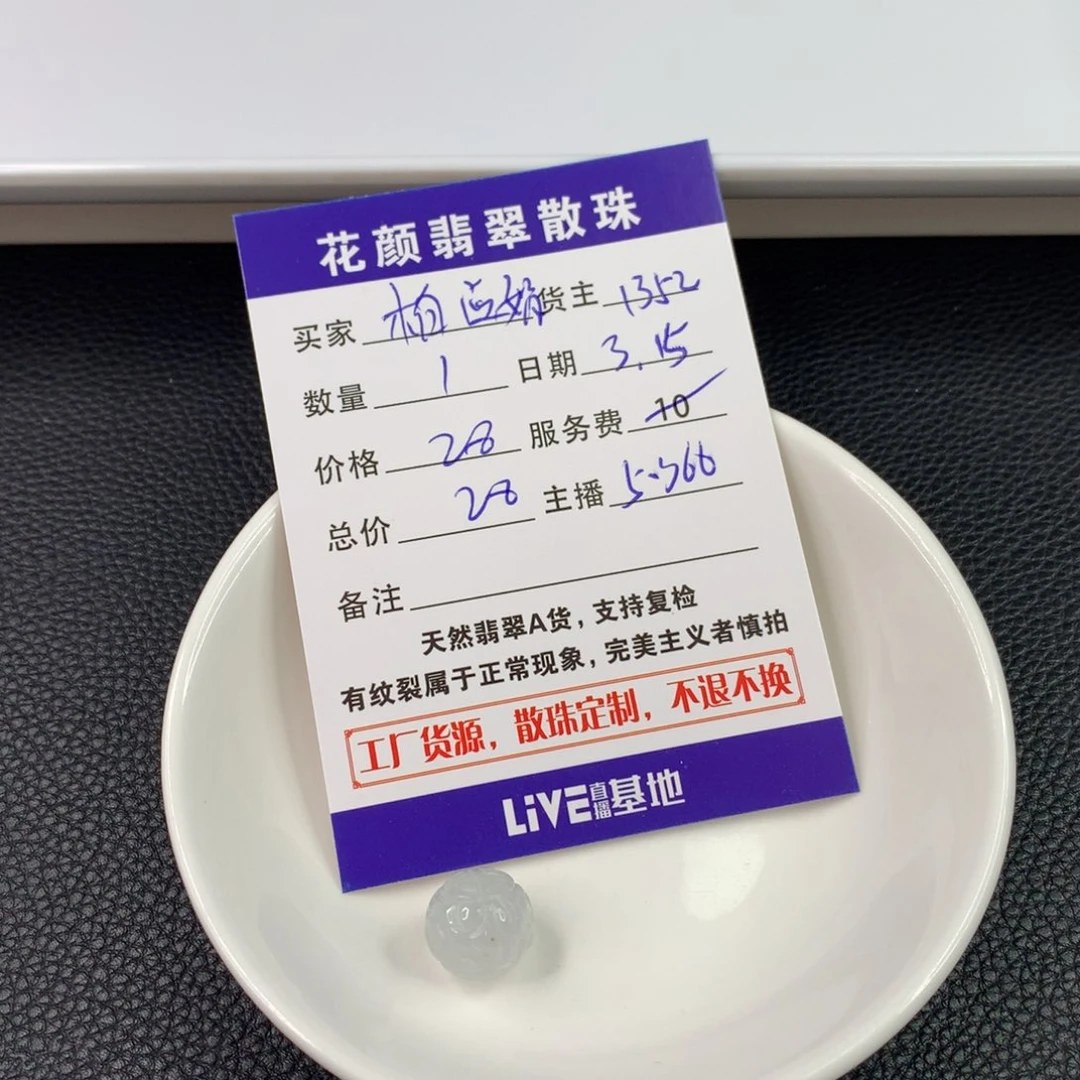 花颜翡翠散珠
买家 柏 娟 货主 1352
数量 1 日期 3.15
价格 28 服务费 10
总价 28 主播
备注
天然翡翠A货，支持复检
有纹裂属于正常现象，完美主义者慎拍
工厂货源，散珠定制，不退不换
LiVE直播基地